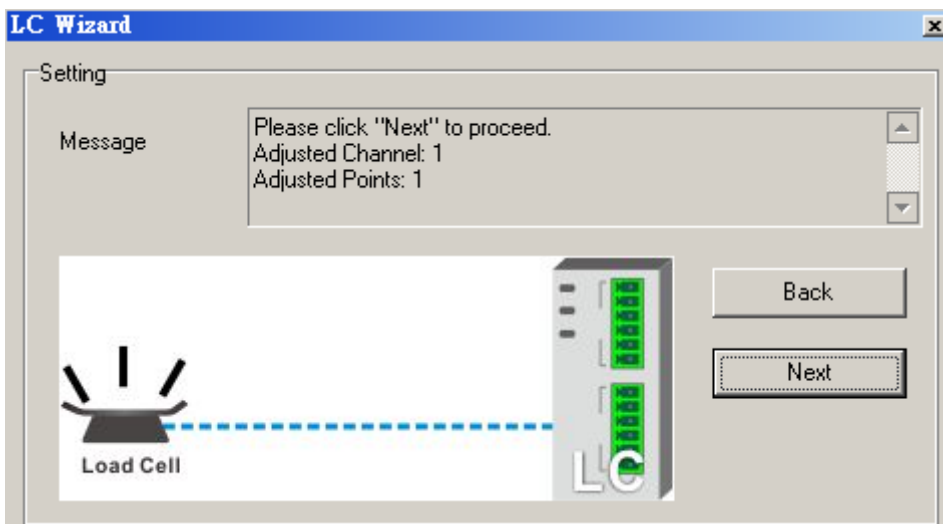 LC Wizard
Setting
Message
Please click "Next" to proceed.
Adjusted Channel: 1
Adjusted Points: 1
Back
Next
Load Cell
LC